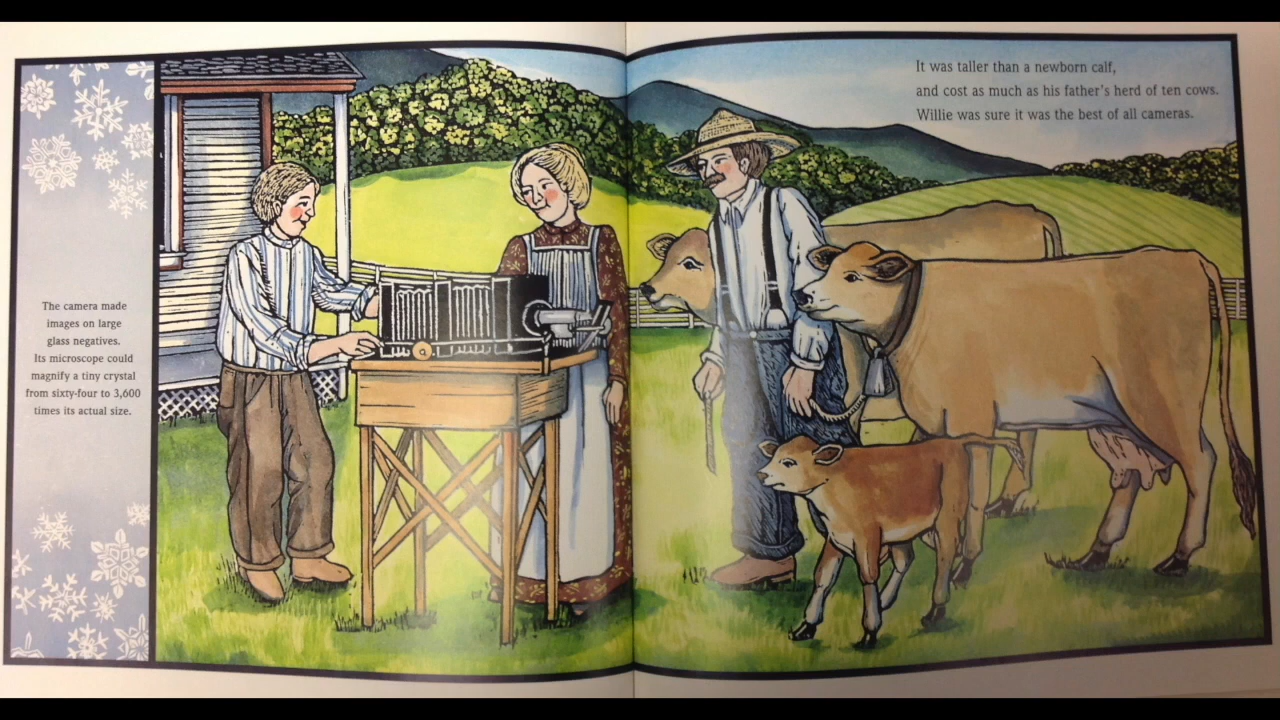 The camera made
images on large
glass negatives.
Its microscope could
magnify a tiny crystal
from sixty-four to 3,600
times its actual size.
It was taller than a newborn calf,
and cost as much as his father's herd of ten cows.
Willie was sure it was the best of all cameras.